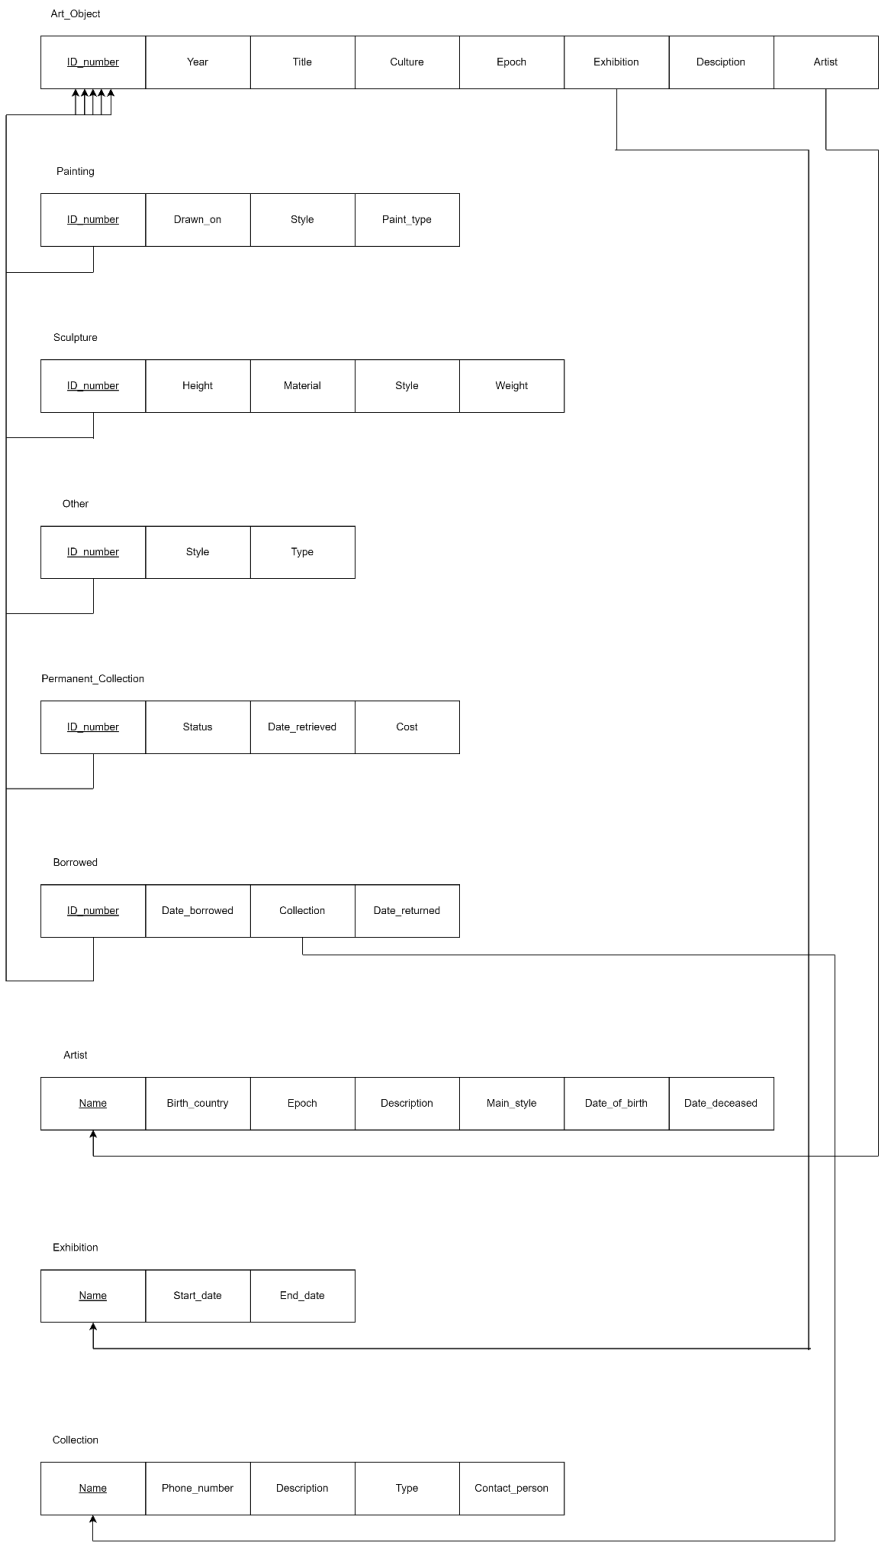 Art_Object
ID_number Year Title Culture Epoch Exhibition Desciption Artist
Painting
ID_number Drawn_on Style Paint_type
Sculpture
ID_number Height Material Style Weight
Other
ID_number Style Type
Permanent_Collection
ID_number Status Date_retrieved Cost
Borrowed
ID_number Date_borrowed Collection Date_returned
Artist
Name Birth_country Epoch Description Main_style Date_of_birth Date_deceased
Exhibition
Name Start_date End_date
Collection
Name Phone_number Description Type Contact_person